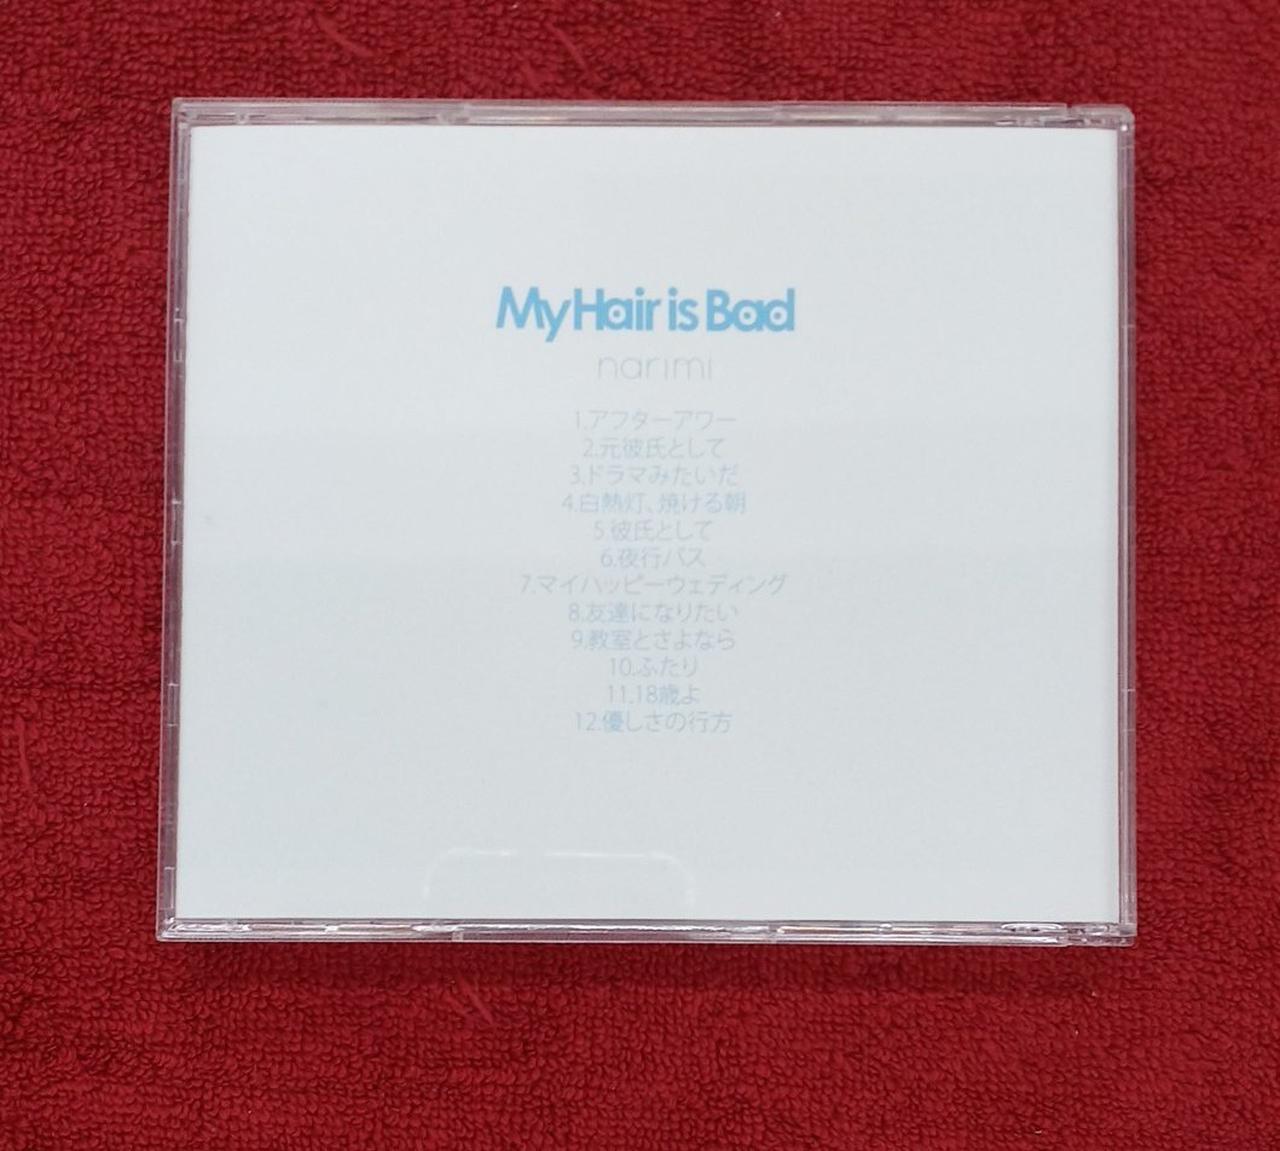 My Hair is Bad
narimi
1.アフターアワー
2.元彼氏として
3.ドラマみたいだ
4.白熱灯、焼ける朝
5.彼氏として
6.夜行バス
7.マイハッピーウェディング
8.友達になりたい
9.教室とさよなら
10.ふたり
11.18歳よ
12.優しさの行方